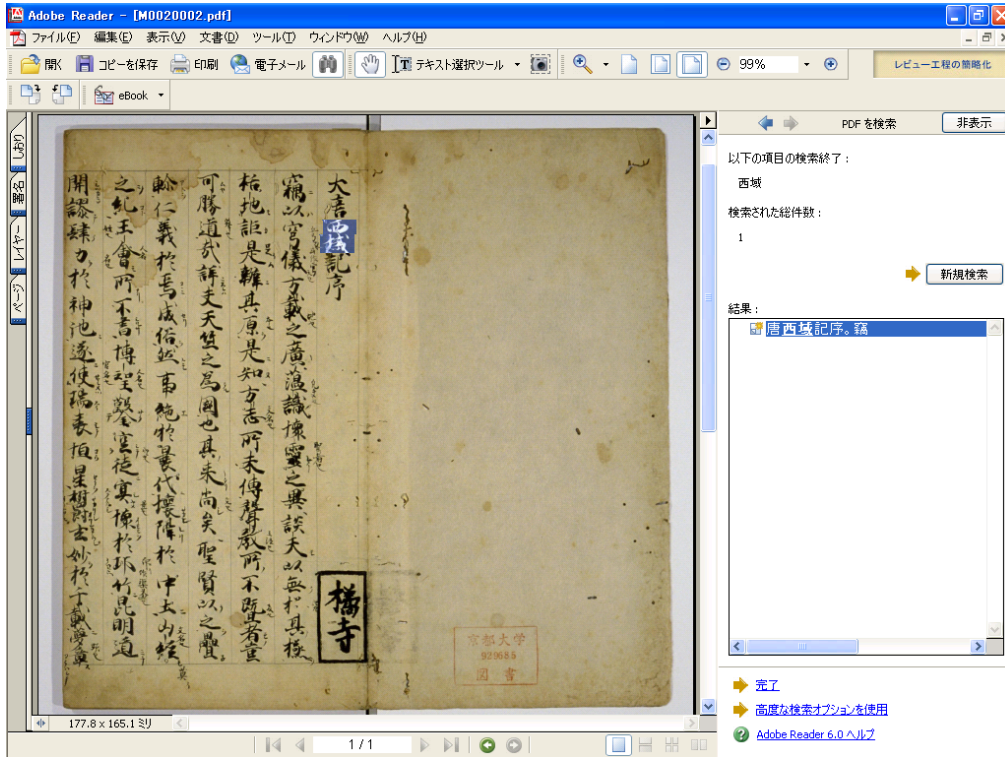 Adobe Reader - [M0020002.pdf]
ファイル(F) 編集(E) 表示(V) 文書(D) ツール(T) ウィンドウ(W) ヘルプ(H)
開く コピーを保存 印刷 電子メール テキスト選択ツール 99% レビュー工程の簡略化
eBook
しおり
署名
レイヤー
ページ
大唐西域記序
竊以穹儀方載之廣蘊識懷靈之異談天以無於其極
括地詎是辯其原是知方志所未傳聲教所不曁者豈
可勝道哉詳夫天竺之爲國也其來尚矣聖賢以之疊
軫仁義於焉成俗然事絶於曩代壤隔於中土山經
之紀王會所不書博望鑿空徒寘懷於邛竹昆明道
開謬肆力於神池遂使瑞表恒星
妙於千載夢
京都大学
929685
図書
PDF を検索 非表示
以下の項目の検索終了:
西域
検索された総件数:
1
新規検索
結果:
唐西域記序。竊
完了
高度な検索オプションを使用
Adobe Reader 6.0 ヘルプ
177.8 x 165.1 ミリ
1 / 1